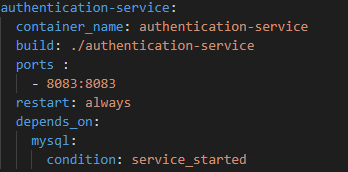 authentication-service:
  container_name: authentication-service
  build: ./authentication-service
  ports :
    - 8083:8083
  restart: always
  depends_on:
    mysql:
      condition: service_started